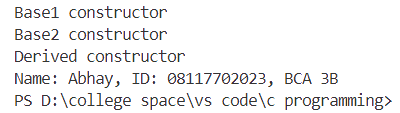 Base1 constructor
Base2 constructor
Derived constructor
Name: Abhay, ID: 08117702023, BCA 3B
PS D:\college space\vs code\c programming>